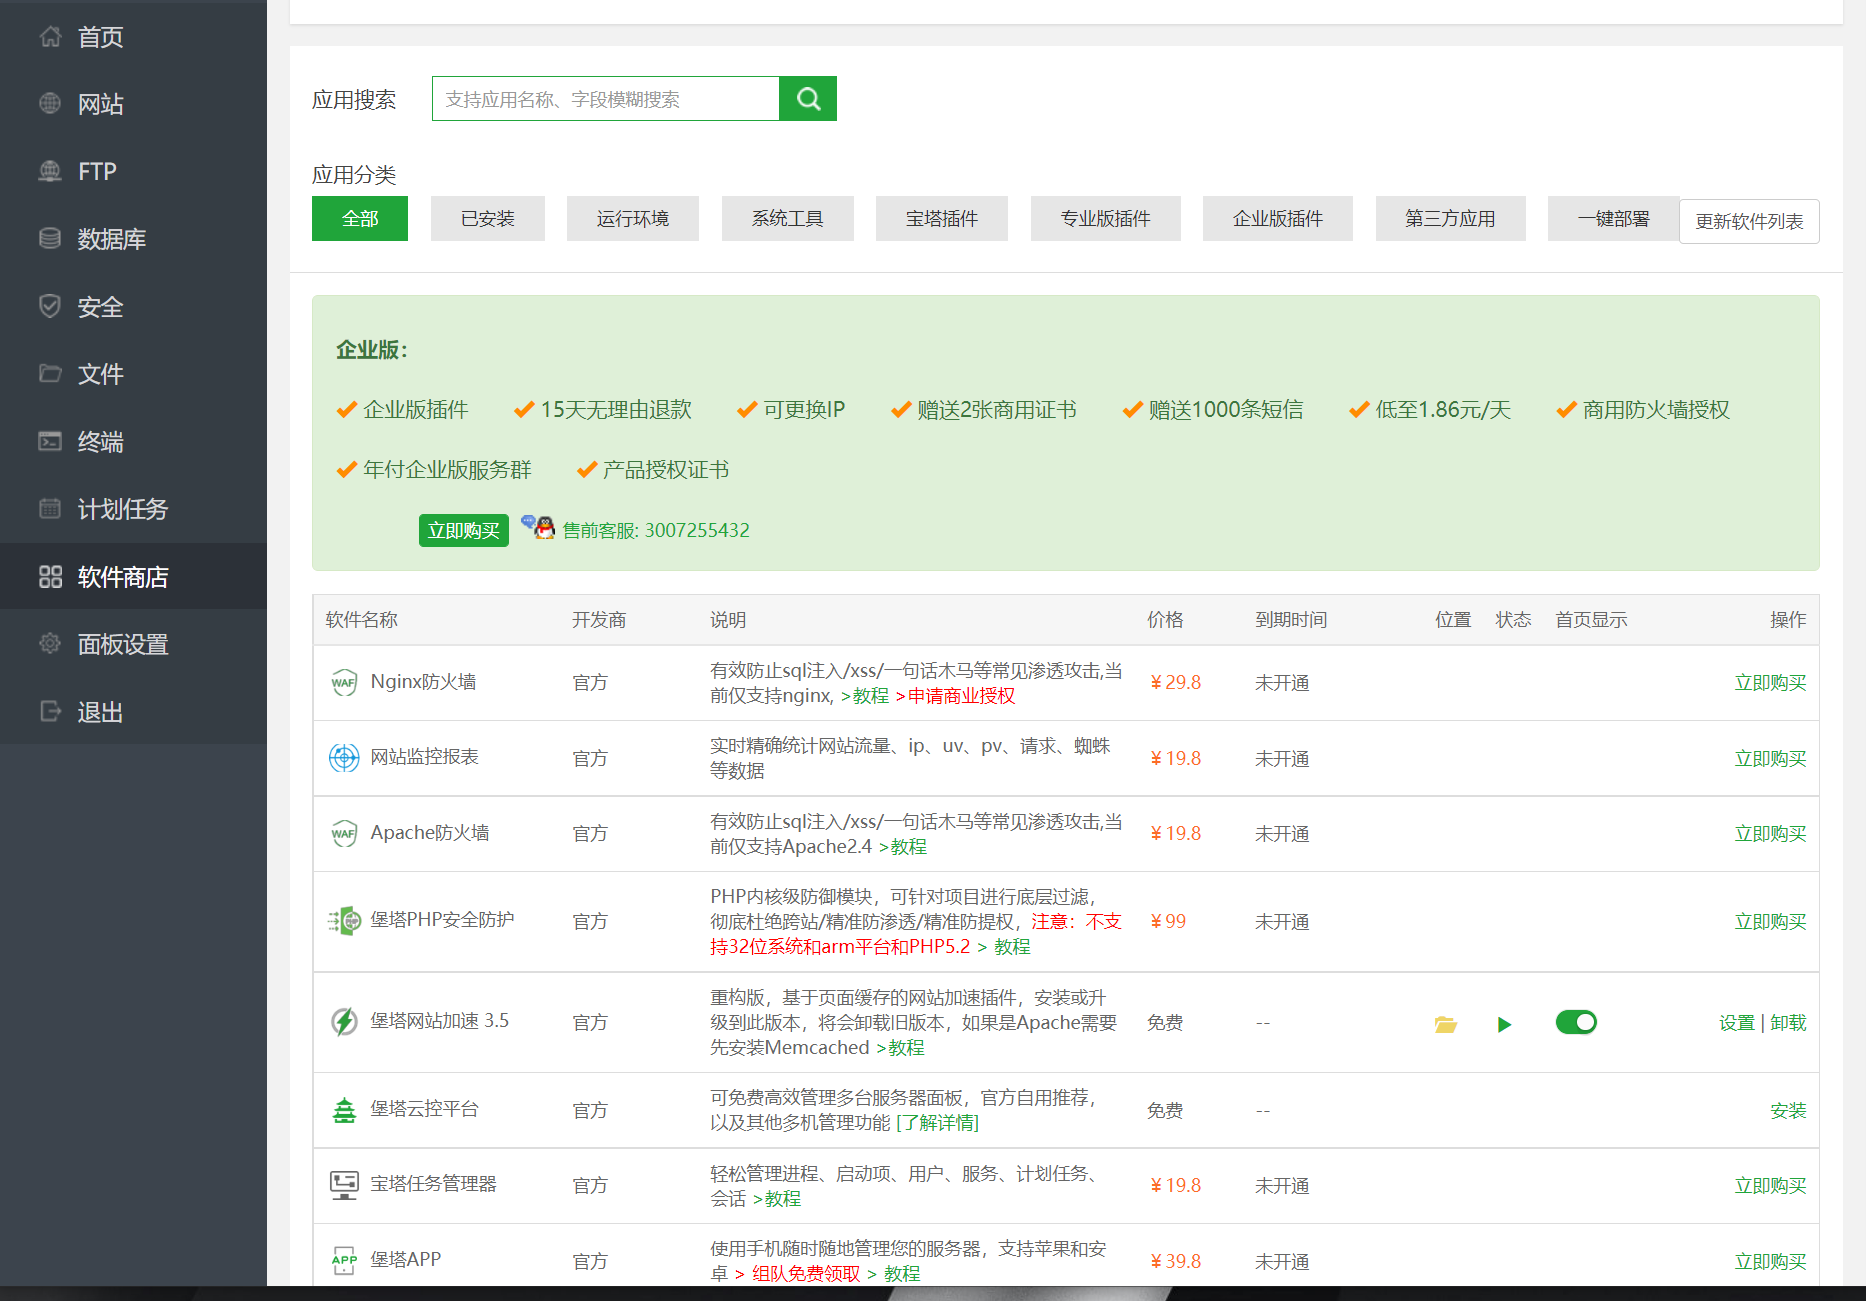 首页
网站
FTP
数据库
安全
文件
终端
计划任务
软件商店
面板设置
退出
应用搜索
支持应用名称、字段模糊搜索
应用分类
全部 已安装 运行环境 系统工具 宝塔插件 专业版插件 企业版插件 第三方应用 一键部署 更新软件列表
企业版：
企业版插件 15天无理由退款 可更换IP 赠送2张商用证书 赠送1000条短信 低至1.86元/天 商用防火墙授权
年付企业版服务群 产品授权证书
立即购买 售前客服: 3007255432
软件名称 开发商 说明 价格 到期时间 位置 状态 首页显示 操作
WAF Nginx防火墙 官方 有效防止sql注入/xss/一句话木马等常见渗透攻击,当
前仅支持nginx, >教程 >申请商业授权 ¥29.8 未开通 立即购买
网站监控报表 官方 实时精确统计网站流量、ip、uv、pv、请求、蜘蛛
等数据 ¥19.8 未开通 立即购买
WAF Apache防火墙 官方 有效防止sql注入/xss/一句话木马等常见渗透攻击,当
前仅支持Apache2.4 >教程 ¥19.8 未开通 立即购买
堡塔PHP安全防护 官方 PHP内核级防御模块，可针对项目进行底层过滤，
彻底杜绝跨站/精准防渗透/精准防提权，注意：不支
持32位系统和arm平台和PHP5.2 > 教程 ¥99 未开通 立即购买
堡塔网站加速 3.5 官方 重构版，基于页面缓存的网站加速插件，安装或升
级到此版本，将会卸载旧版本，如果是Apache需要
先安装Memcached >教程 免费 -- 设置 | 卸载
堡塔云控平台 官方 可免费高效管理多台服务器面板，官方自用推荐，
以及其他多机管理功能 [了解详情] 免费 -- 安装
宝塔任务管理器 官方 轻松管理进程、启动项、用户、服务、计划任务、
会话 >教程 ¥19.8 未开通 立即购买
APP 堡塔APP 官方 使用手机随时随地管理您的服务器，支持苹果和安
卓 > 组队免费领取 > 教程 ¥39.8 未开通 立即购买